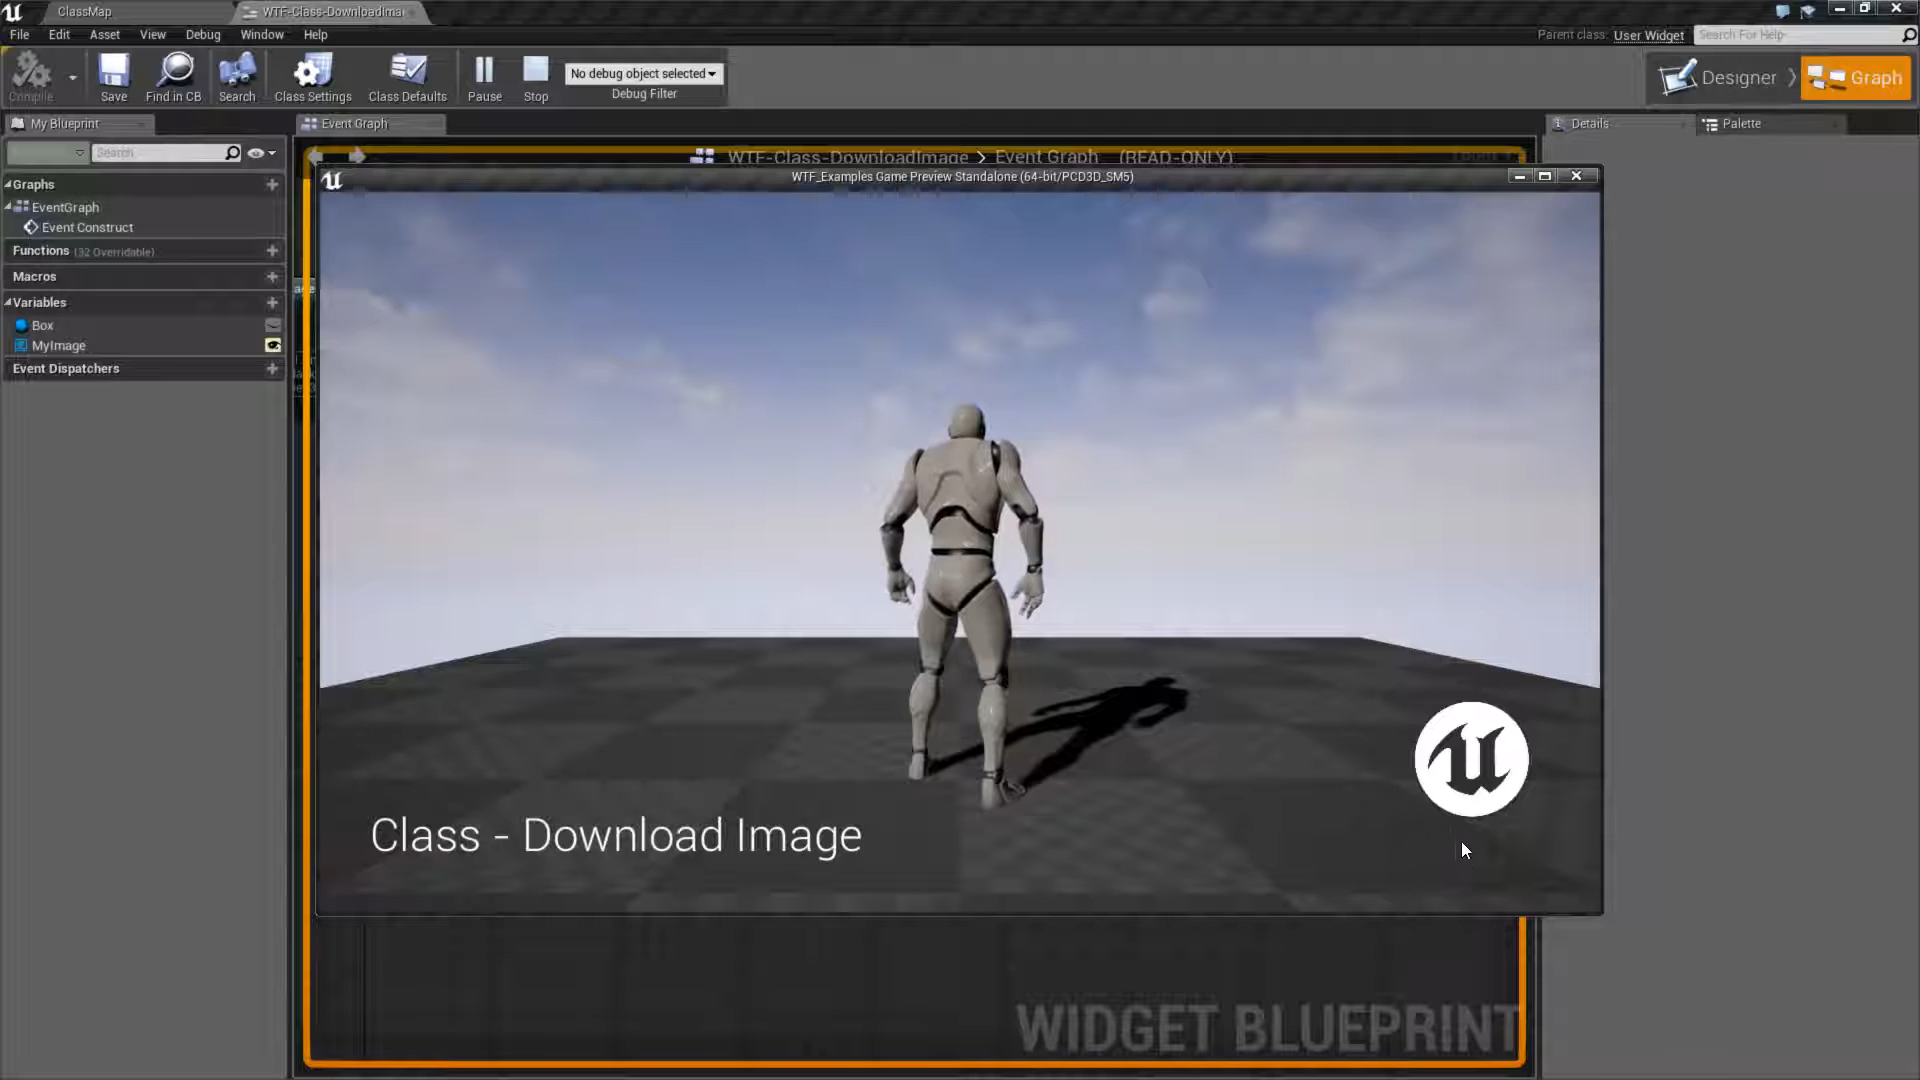 ClassMap
WTF-Class-DownloadIma
File Edit Asset View Debug Window Help
Parent class: User Widget
Search For Help
Compile
Save
Find in CB
Search
Class Settings
Class Defaults
Pause
Stop
No debug object selected
Debug Filter
Designer
Graph
My Blueprint
Event Graph
Details
Palette
Search
WTF-Class-DownloadImage > Event Graph (READ-ONLY)
WTF_Examples Game Preview Standalone (64-bit/PCD3D_SM5)
Graphs
EventGraph
Event Construct
Functions (32 Overridable)
Macros
Variables
Box
MyImage
Event Dispatchers
Class - Download Image
WIDGET BLUEPRINT